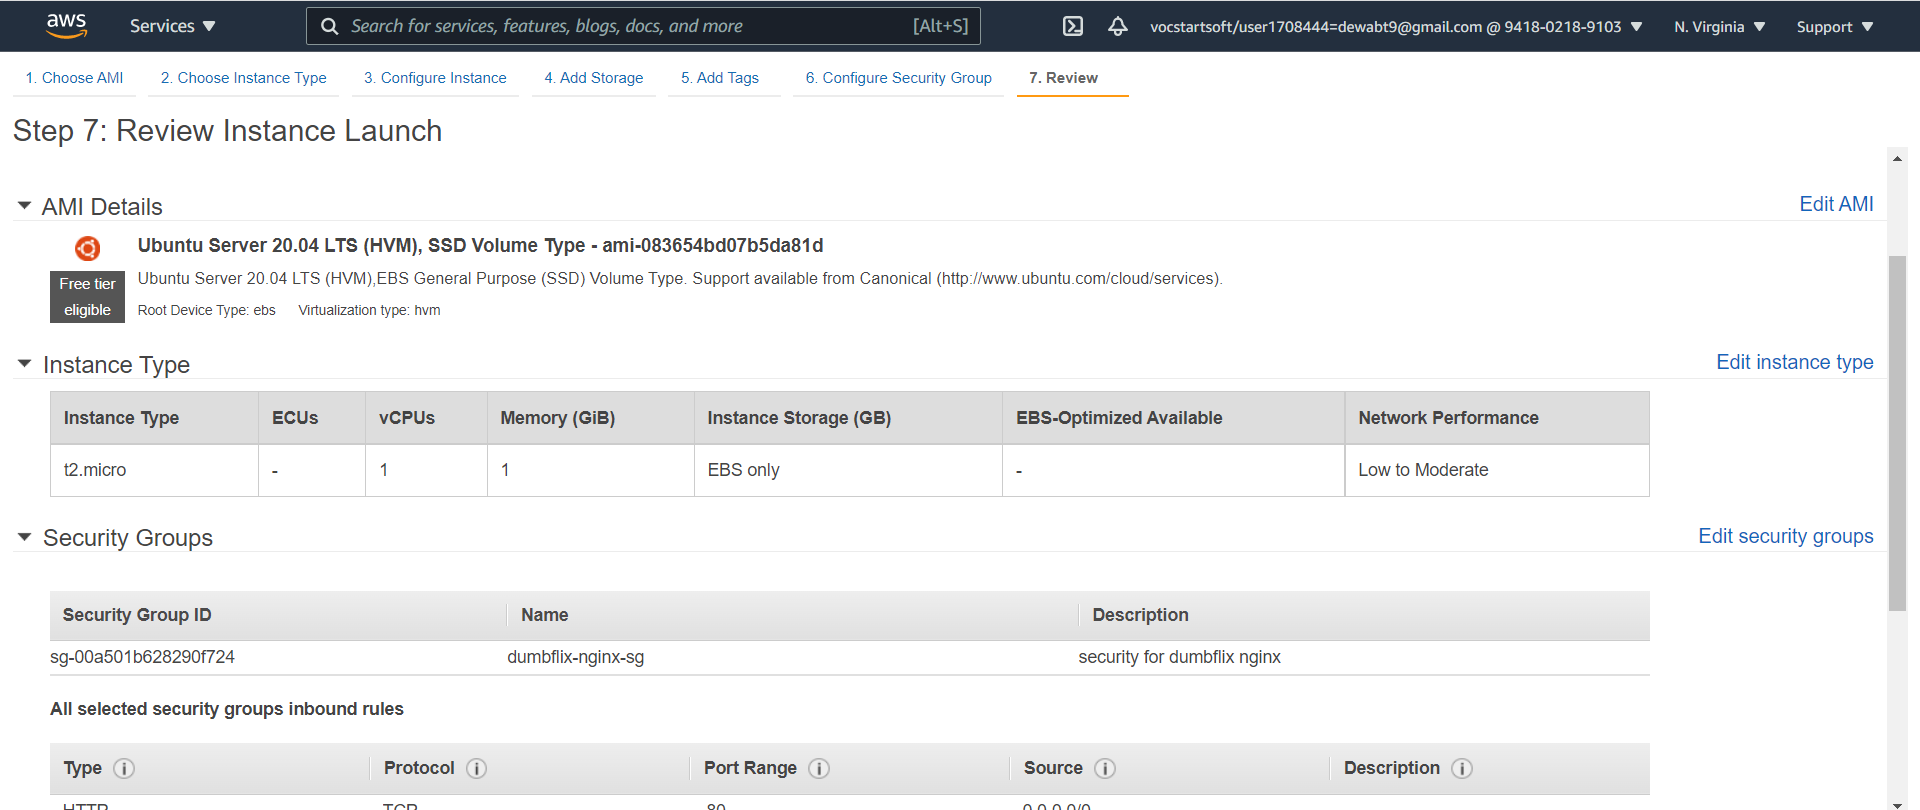 aws Services Search for services, features, blogs, docs, and more [Alt+S] vocstartsoft/user1708444=dewabt9@gmail.com @ 9418-0218-9103 N. Virginia Support
1. Choose AMI 2. Choose Instance Type 3. Configure Instance 4. Add Storage 5. Add Tags 6. Configure Security Group 7. Review
Step 7: Review Instance Launch
AMI Details Edit AMI
Ubuntu Server 20.04 LTS (HVM), SSD Volume Type - ami-083654bd07b5da81d
Free tier eligible
Ubuntu Server 20.04 LTS (HVM),EBS General Purpose (SSD) Volume Type. Support available from Canonical (http://www.ubuntu.com/cloud/services).
Root Device Type: ebs Virtualization type: hvm
Instance Type Edit instance type
Instance Type ECUs vCPUs Memory (GiB) Instance Storage (GB) EBS-Optimized Available Network Performance
t2.micro - 1 1 EBS only - Low to Moderate
Security Groups Edit security groups
Security Group ID Name Description
sg-00a501b628290f724 dumbflix-nginx-sg security for dumbflix nginx
All selected security groups inbound rules
Type Protocol Port Range Source Description
HTTP TCP 80 0.0.0.0/0